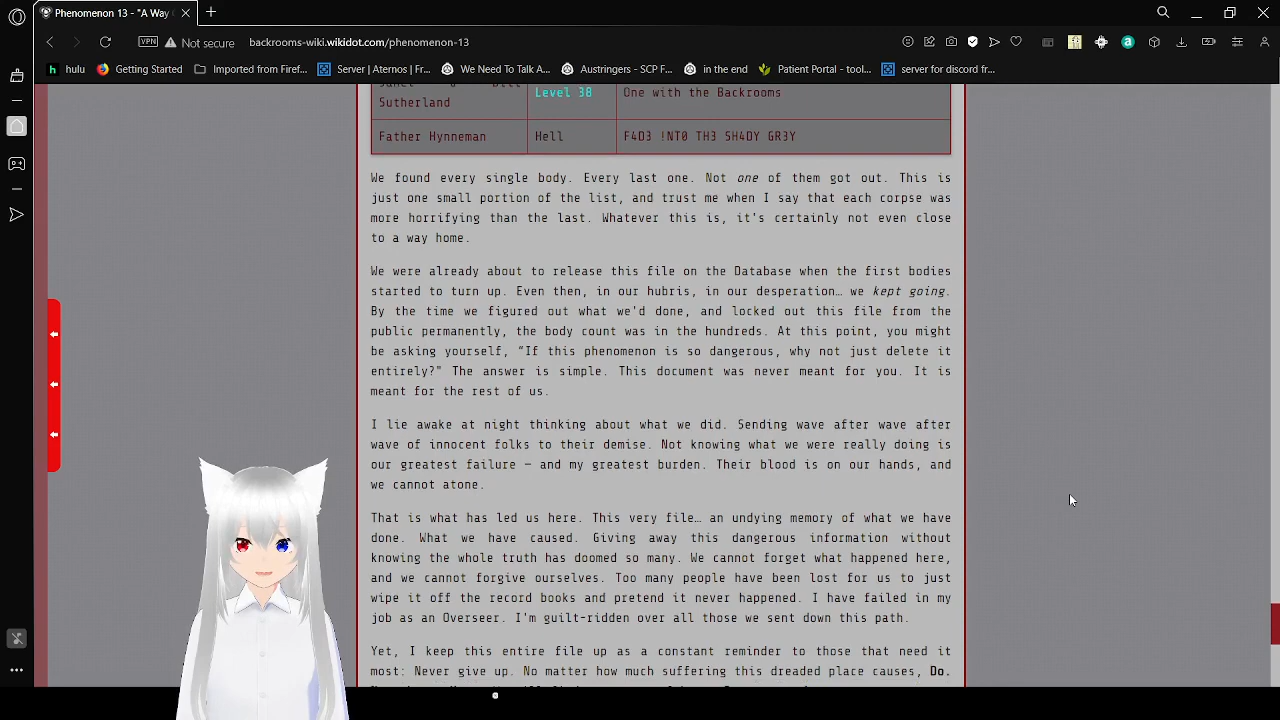 Phenomenon 13 - "A Way
VPN Not secure backrooms-wiki.wikidot.com/phenomenon-13
hulu Getting Started Imported from Firef... Server | Aternos | Fr... We Need To Talk A... Austringers - SCP F... in the end Patient Portal - tool... server for discord fr...
Sutherland Level 38 One with the Backrooms
Father Hynneman Hell F4D3 !NT0 TH3 SH4DY GR3Y
We found every single body. Every last one. Not one of them got out. This is
just one small portion of the list, and trust me when I say that each corpse was
more horrifying than the last. Whatever this is, it's certainly not even close
to a way home.
We were already about to release this file on the Database when the first bodies
started to turn up. Even then, in our hubris, in our desperation… we kept going.
By the time we figured out what we'd done, and locked out this file from the
public permanently, the body count was in the hundreds. At this point, you might
be asking yourself, “If this phenomenon is so dangerous, why not just delete it
entirely?" The answer is simple. This document was never meant for you. It is
meant for the rest of us.
I lie awake at night thinking about what we did. Sending wave after wave after
wave of innocent folks to their demise. Not knowing what we were really doing is
our greatest failure — and my greatest burden. Their blood is on our hands, and
we cannot atone.
That is what has led us here. This very file… an undying memory of what we have
done. What we have caused. Giving away this dangerous information without
knowing the whole truth has doomed so many. We cannot forget what happened here,
and we cannot forgive ourselves. Too many people have been lost for us to just
wipe it off the record books and pretend it never happened. I have failed in my
job as an Overseer. I'm guilt-ridden over all those we sent down this path.
Yet, I keep this entire file up as a constant reminder to those that need it
most: Never give up. No matter how much suffering this dreaded place causes, Do.